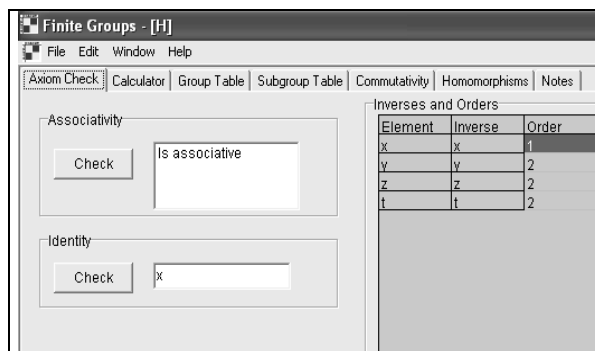 Finite Groups - [H]
File Edit Window Help
Axiom Check Calculator Group Table Subgroup Table Commutativity Homomorphisms Notes
Associativity
Check
Is associative
Identity
Check
x
Inverses and Orders
Element Inverse Order
x x 1
y y 2
z z 2
t t 2